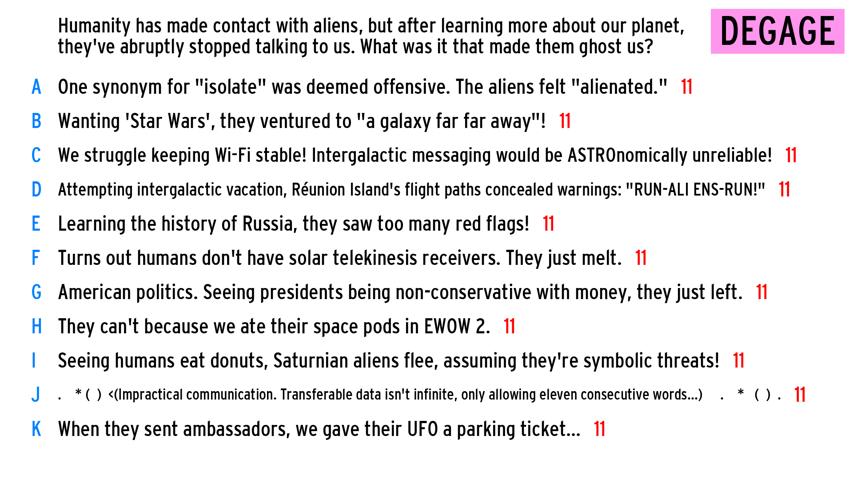 Humanity has made contact with aliens, but after learning more about our planet,
they've abruptly stopped talking to us. What was it that made them ghost us?
DEGAGE
A One synonym for "isolate" was deemed offensive. The aliens felt "alienated." 11
B Wanting 'Star Wars', they ventured to "a galaxy far far away"! 11
C We struggle keeping Wi-Fi stable! Intergalactic messaging would be ASTROnomically unreliable! 11
D Attempting intergalactic vacation, Réunion Island's flight paths concealed warnings: "RUN-ALI ENS-RUN!" 11
E Learning the history of Russia, they saw too many red flags! 11
F Turns out humans don't have solar telekinesis receivers. They just melt. 11
G American politics. Seeing presidents being non-conservative with money, they just left. 11
H They can't because we ate their space pods in EWOW 2. 11
I Seeing humans eat donuts, Saturnian aliens flee, assuming they're symbolic threats! 11
J . * ( ) <(Impractical communication. Transferable data isn't infinite, only allowing eleven consecutive words...) . * ( ) . 11
K When they sent ambassadors, we gave their UFO a parking ticket... 11